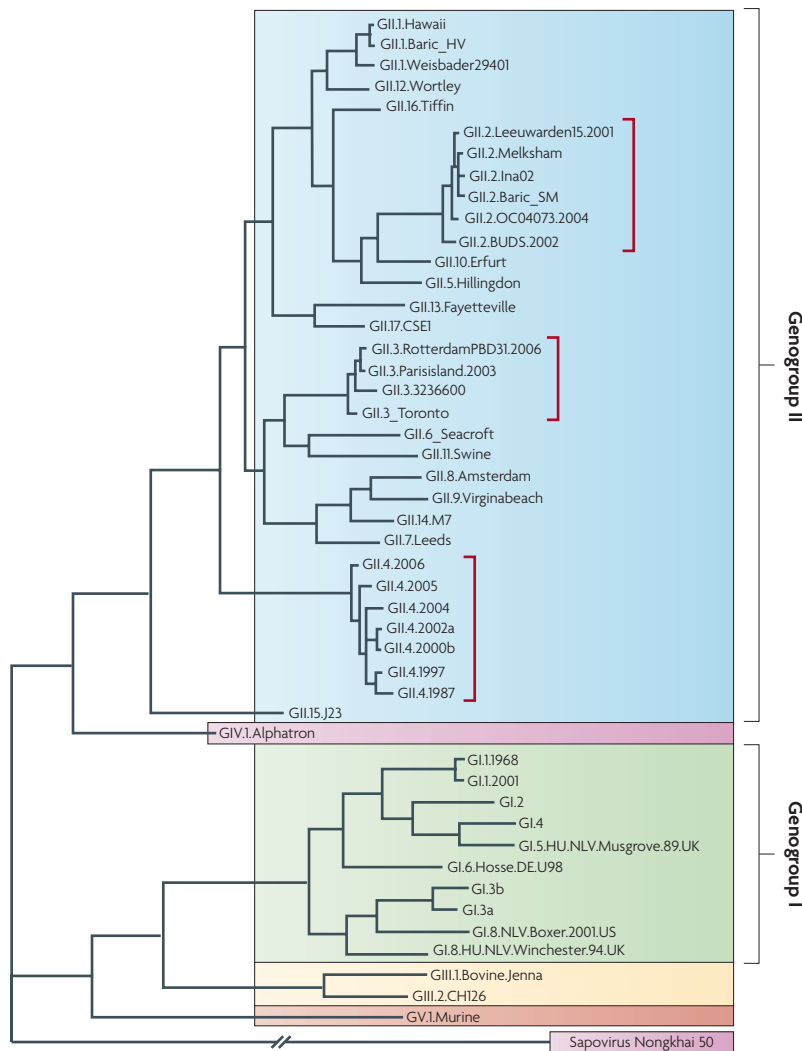 GII.1.Hawaii
GII.1.Baric_HV
GII.1.Weisbader29401
GII.12.Wortley
GII.16.Tiffin
GII.2.Leeuwarden15.2001
GII.2.Melksham
GII.2.Ina02
GII.2.Baric_SM
GII.2.OC04073.2004
GII.2.BUDS.2002
GII.10.Erfurt
GII.5.Hillingdon
GII.13.Fayetteville
GII.17.CSE1
GII.3.RotterdamPBD31.2006
GII.3.Parisisland.2003
GII.3.3236600
GII.3_Toronto
GII.6_Seacroft
GII.11.Swine
GII.8.Amsterdam
GII.9.Virginabeach
GII.14.M7
GII.7.Leeds
GII.4.2006
GII.4.2005
GII.4.2004
GII.4.2002a
GII.4.2000b
GII.4.1997
GII.4.1987
GII.15.J23
Genogroup II
GIV.1.Alphatron
GI.1.1968
GI.1.2001
GI.2
GI.4
GI.5.HU.NLV.Musgrove.89.UK
GI.6.Hosse.DE.U98
GI.3b
GI.3a
GI.8.NLV.Boxer.2001.US
GI.8.HU.NLV.Winchester.94.UK
Genogroup I
GIII.1.Bovine.Jenna
GIII.2.CH126
GV.1.Murine
Sapovirus Nongkhai 50